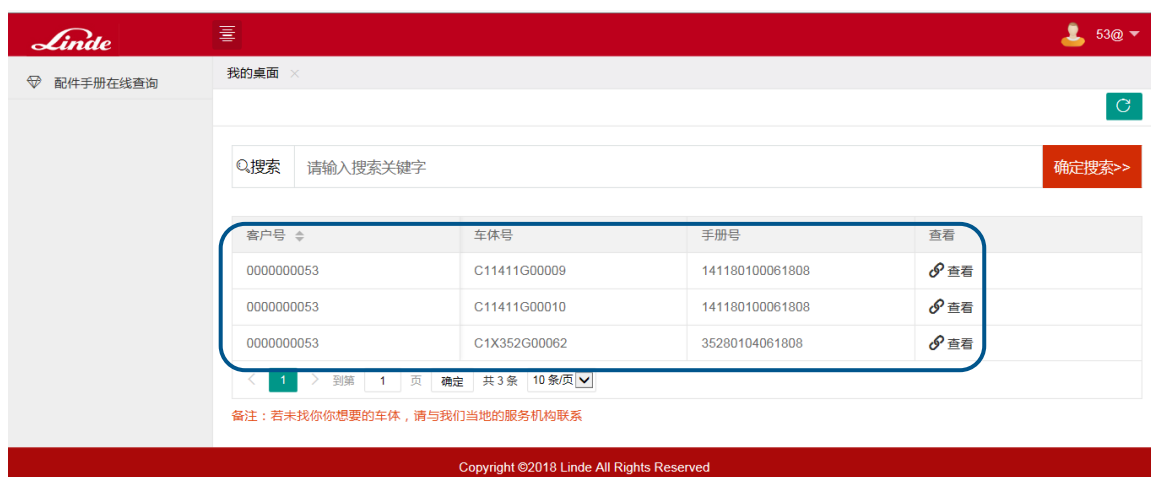 Linde
53@
配件手册在线查询
我的桌面
搜索 请输入搜索关键字 确定搜索>>
客户号 车体号 手册号 查看
0000000053 C11411G00009 141180100061808 查看
0000000053 C11411G00010 141180100061808 查看
0000000053 C1X352G00062 35280104061808 查看
< 1 > 到第 1 页 确定 共 3 条 10 条/页
备注：若未找你你想要的车体，请与我们当地的服务机构联系
Copyright ©2018 Linde All Rights Reserved